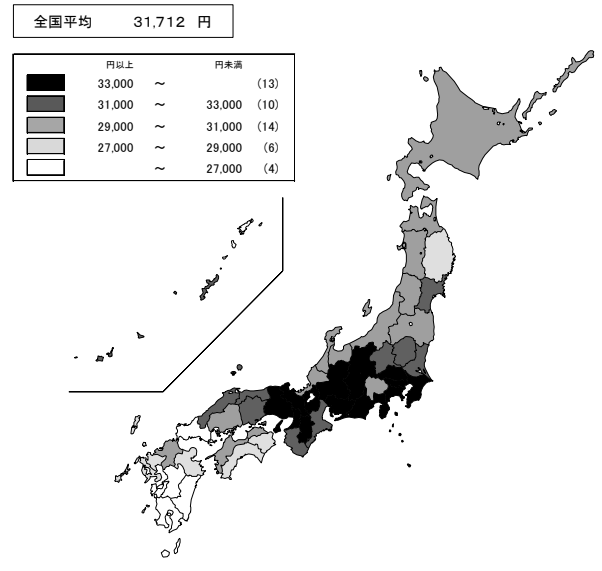 全国平均 31,712 円
円以上 円未満
33,000 ～ (13)
31,000 ～ 33,000 (10)
29,000 ～ 31,000 (14)
27,000 ～ 29,000 (6)
～ 27,000 (4)